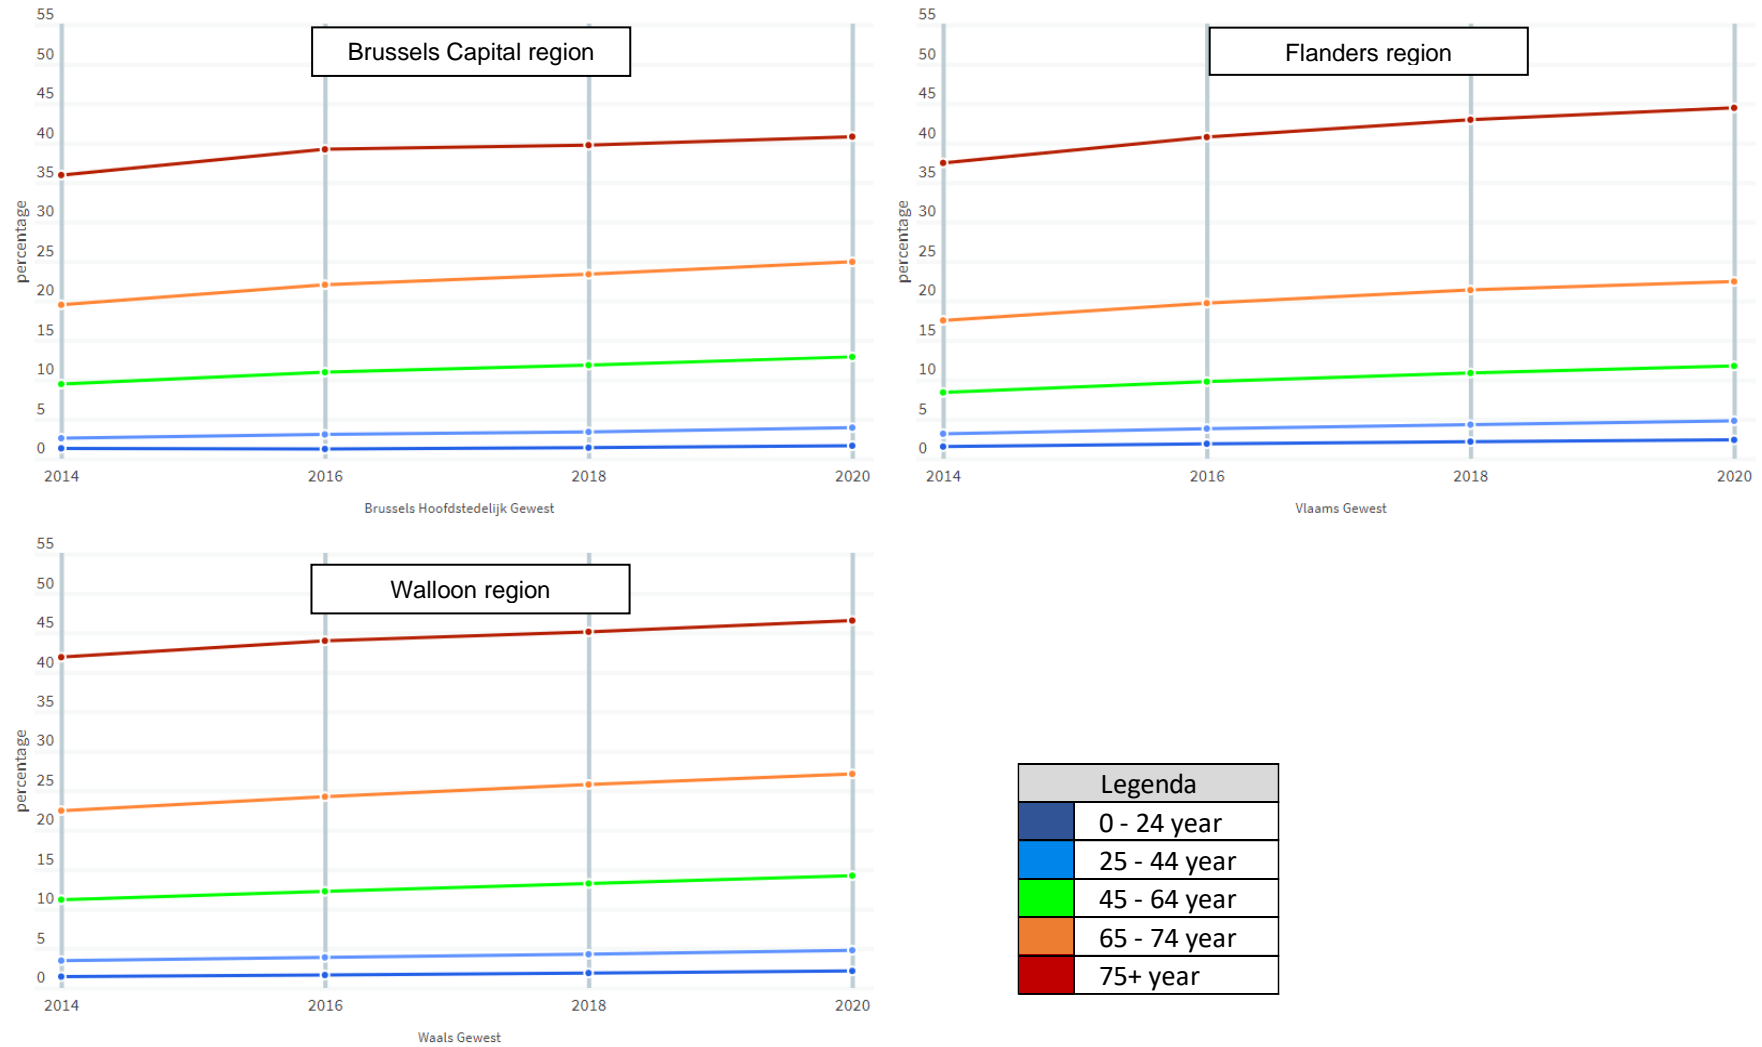 55
Brussels Capital region
50
45
40
35
30
25
20
15
10
5
0
percentage
2014 2016 2018 2020
Brussels Hoofdstedelijk Gewest
55
Flanders region
50
45
40
35
30
25
20
15
10
5
0
percentage
2014 2016 2018 2020
Vlaams Gewest
55
Walloon region
50
45
40
35
30
25
20
15
10
5
0
percentage
2014 2016 2018 2020
Waals Gewest
Legenda
0 - 24 year
25 - 44 year
45 - 64 year
65 - 74 year
75+ year